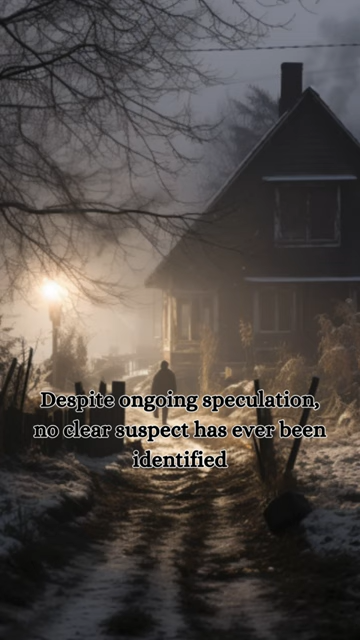 Despite ongoing speculation,
no clear suspect has ever been
identified